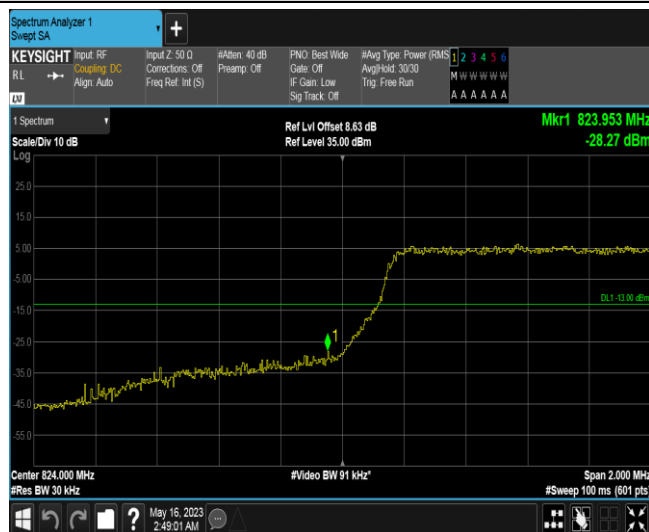 Spectrum Analyzer 1
Swept SA
+
KEYSIGHT
RL
LXI
Input: RF
Coupling: DC
Align: Auto
Input Z: 50 Ω
Corrections: Off
Freq Ref: Int (S)
#Atten: 40 dB
Preamp: Off
PNO: Best Wide
Gate: Off
IF Gain: Low
Sig Track: Off
#Avg Type: Power (RMS
Avg|Hold: 30/30
Trig: Free Run
1 2 3 4 5 6
M W W W W W
A A A A A A
1 Spectrum
Scale/Div 10 dB
Log
Ref Lvl Offset 8.63 dB
Ref Level 35.00 dBm
Mkr1 823.953 MHz
-28.27 dBm
25.0
15.0
5.00
-5.00
DL1 -13.00 dBm
-15.0
1
-25.0
-35.0
-45.0
-55.0
Center 824.000 MHz
#Video BW 91 kHz*
Span 2.000 MHz
#Res BW 30 kHz
#Sweep 100 ms (601 pts)
?
May 16, 2023
2:49:01 AM